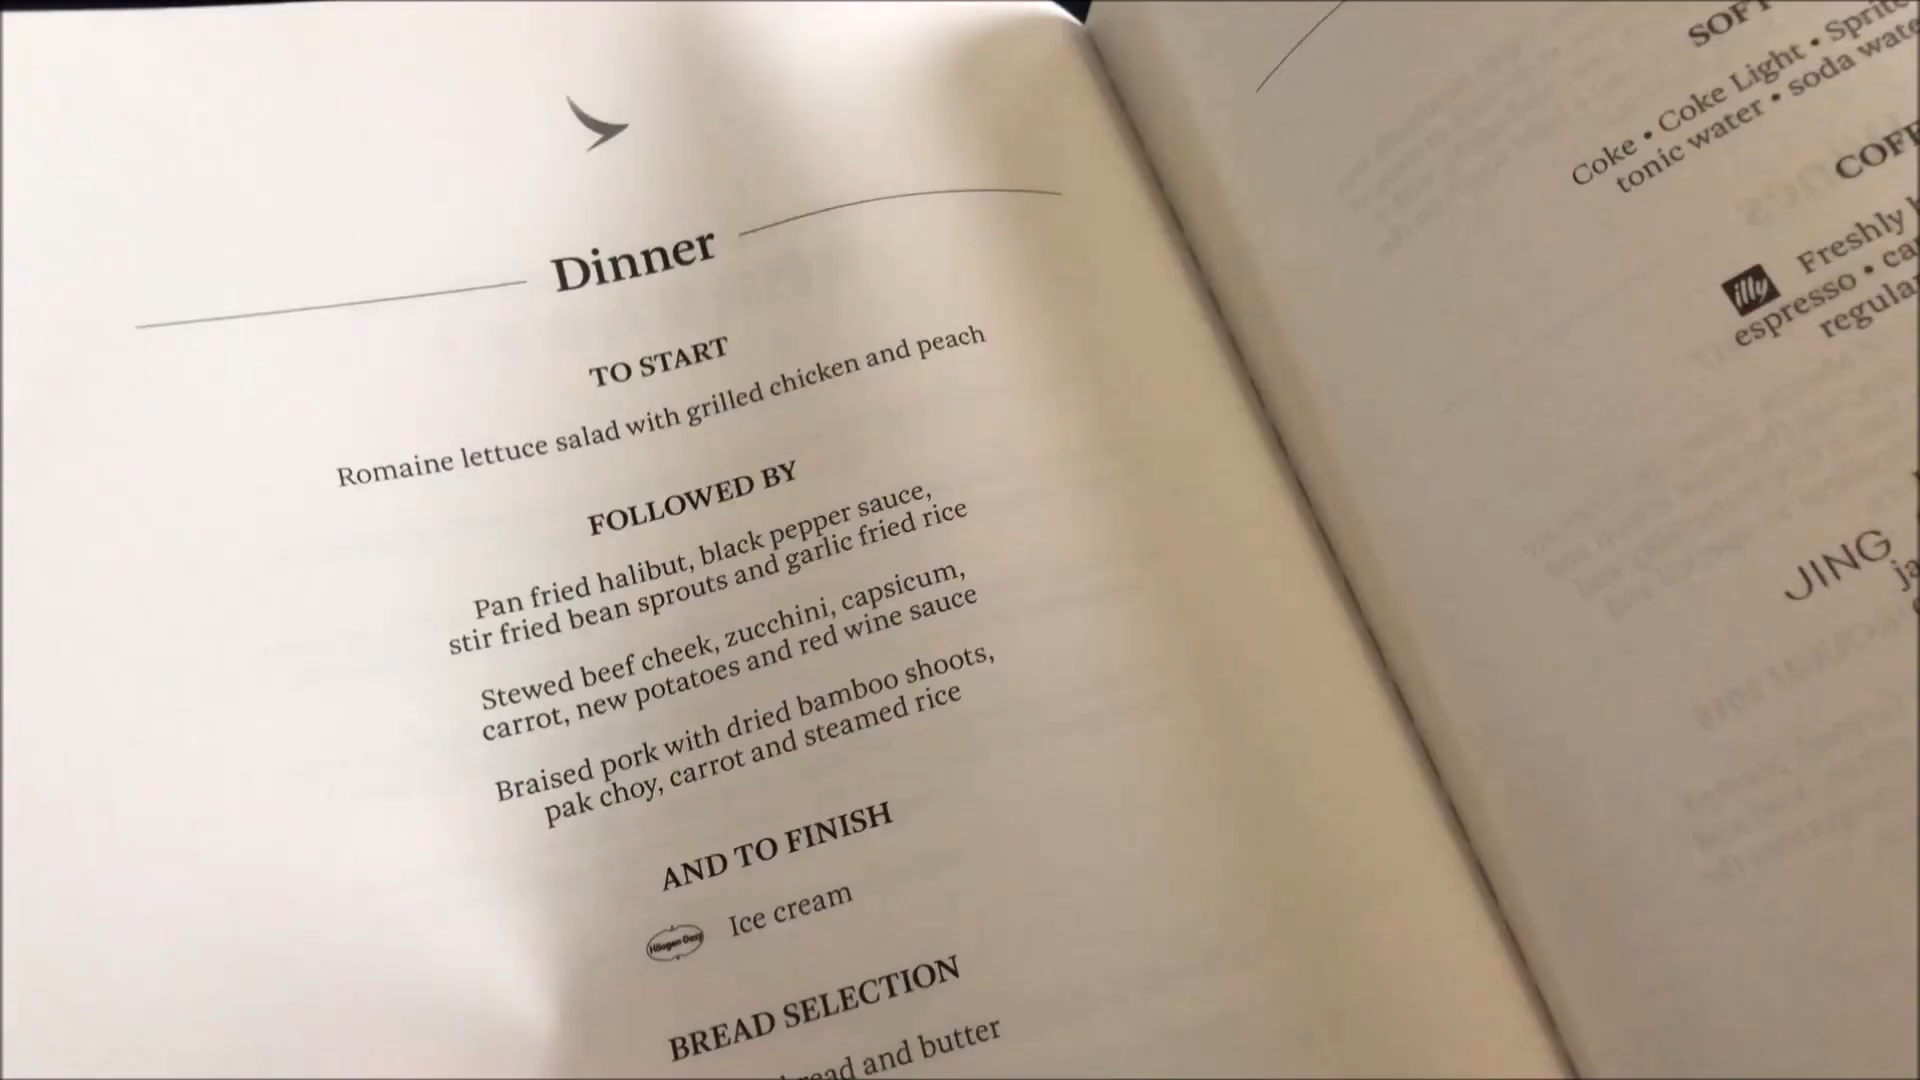 Dinner
TO START
Romaine lettuce salad with grilled chicken and peach
FOLLOWED BY
Pan fried halibut, black pepper sauce,
stir fried bean sprouts and garlic fried rice
Stewed beef cheek, zucchini, capsicum,
carrot, new potatoes and red wine sauce
Braised pork with dried bamboo shoots,
pak choy, carrot and steamed rice
AND TO FINISH
Häagen-Dazs Ice cream
BREAD SELECTION
and butter
Coke • Coke Light • Sprite
tonic water • soda
illy Freshly
espresso •
JING